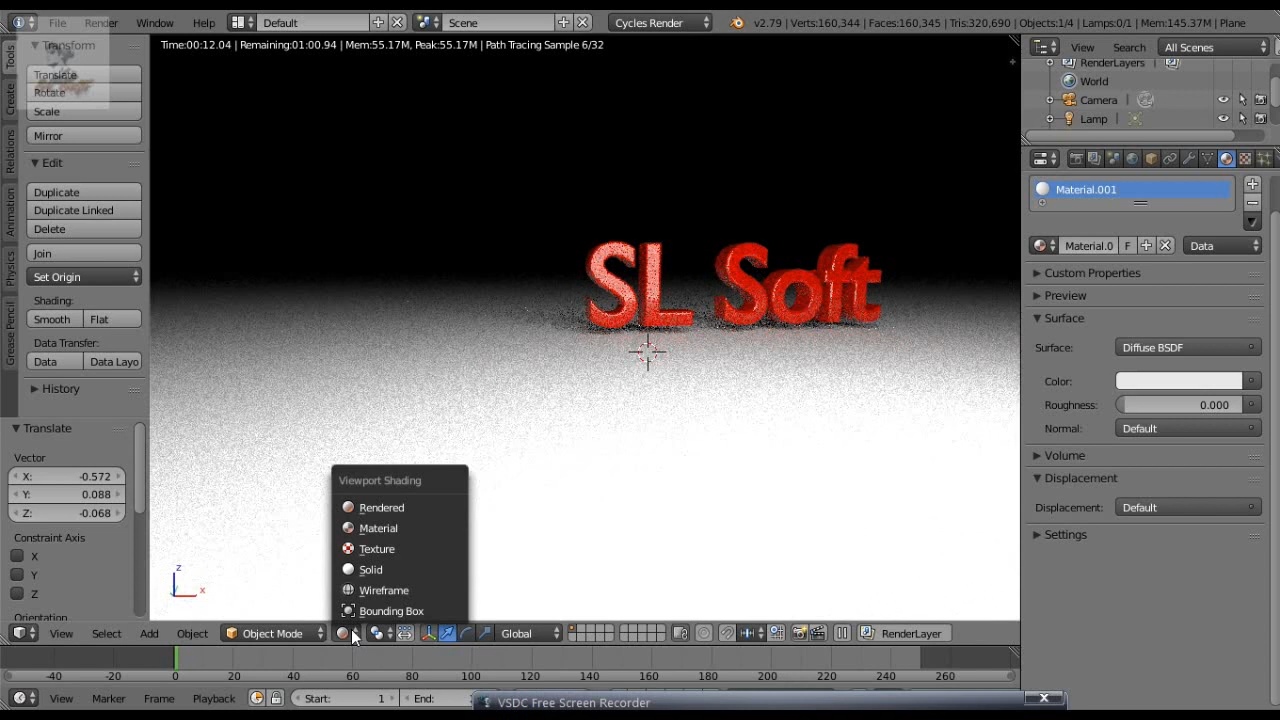 File Render Window Help Default Scene Cycles Render v2.79 | Verts:160,344 | Faces:160,345 | Tris:320,690 | Objects:1/4 | Lamps:0/1 | Mem:145.37M | Plane
Time:00:12.04 | Remaining:01:00.94 | Mem:55.17M, Peak:55.17M | Path Tracing Sample 6/32
Tools
Create
Relations
Animation
Physics
Grease Pencil
Transform
Translate
Rotate
Scale
Mirror
Edit
Duplicate
Duplicate Linked
Delete
Join
Set Origin
Shading:
Smooth Flat
Data Transfer:
Data Data Layo
History
Translate
Vector
X: -0.572
Y: 0.088
Z: -0.068
Constraint Axis
X
Y
Z
Orientation
SL Soft
z
x
Viewport Shading
Rendered
Material
Texture
Solid
Wireframe
Bounding Box
View Search All Scenes
RenderLayers
World
Camera
Lamp
Material.001
Material.0 F Data
Custom Properties
Preview
Surface
Surface: Diffuse BSDF
Color:
Roughness: 0.000
Normal: Default
Volume
Displacement
Displacement: Default
Settings
View Select Add Object Object Mode Global RenderLayer
-40 -20 0 20 40 60 80 100 120 140 160 180 200 220 240 260
View Marker Frame Playback Start: 1 End:
VSDC Free Screen Recorder